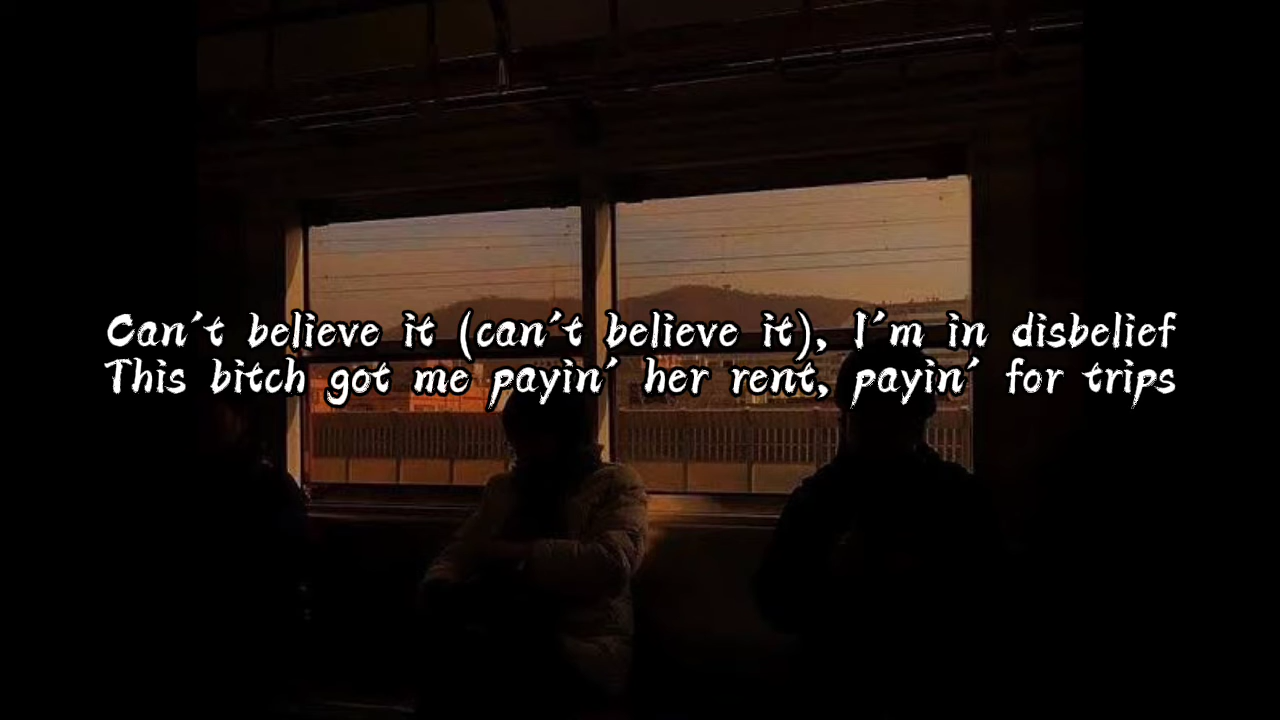 Can't believe it (can't believe it), I'm in disbelief
This bitch got me payin' her rent, payin' for trips